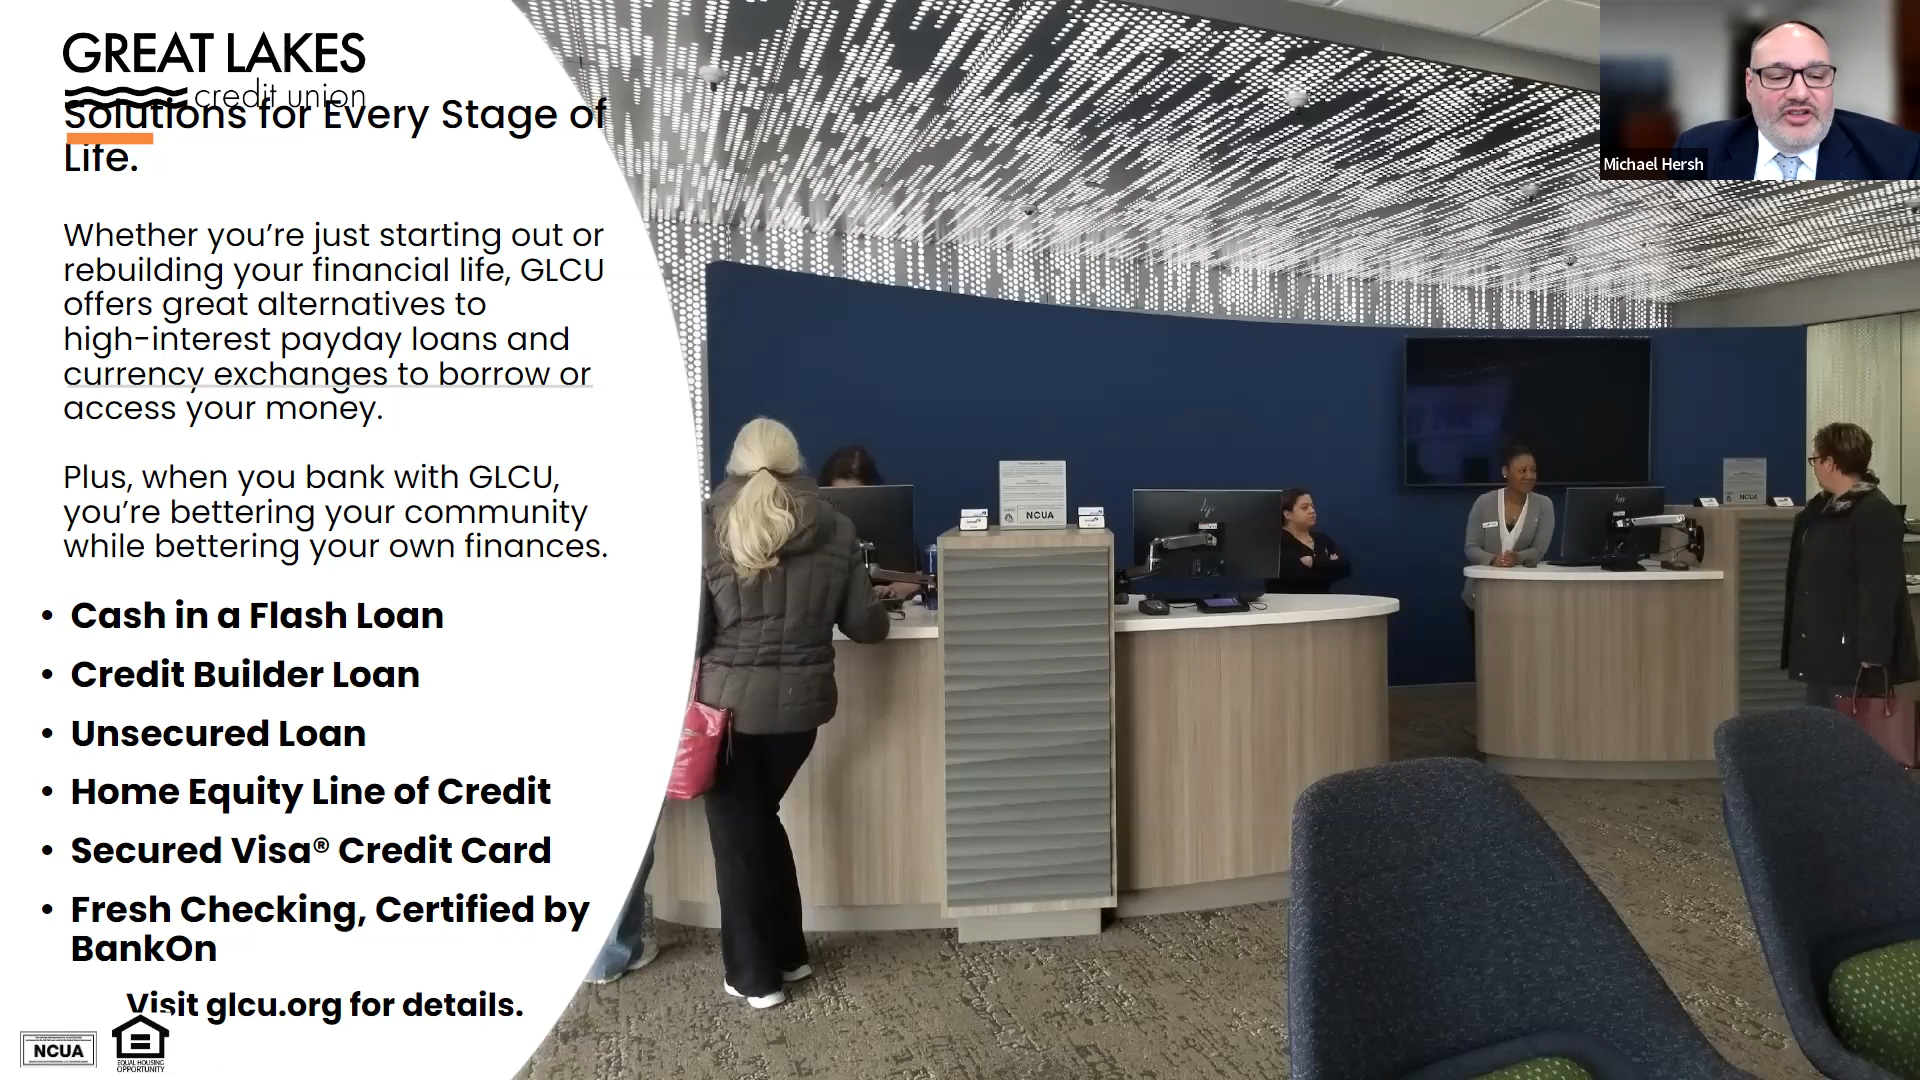 GREAT LAKES
credit union
Solutions for Every Stage of
Life.
Whether you’re just starting out or
rebuilding your financial life, GLCU
offers great alternatives to
high-interest payday loans and
currency exchanges to borrow or
access your money.
Plus, when you bank with GLCU,
you’re bettering your community
while bettering your own finances.
• Cash in a Flash Loan
• Credit Builder Loan
• Unsecured Loan
• Home Equity Line of Credit
• Secured Visa® Credit Card
• Fresh Checking, Certified by
BankOn
Visit glcu.org for details.
NCUA
EQUAL HOUSING
OPPORTUNITY
Michael Hersh
NCUA
hp
hp
NCUA